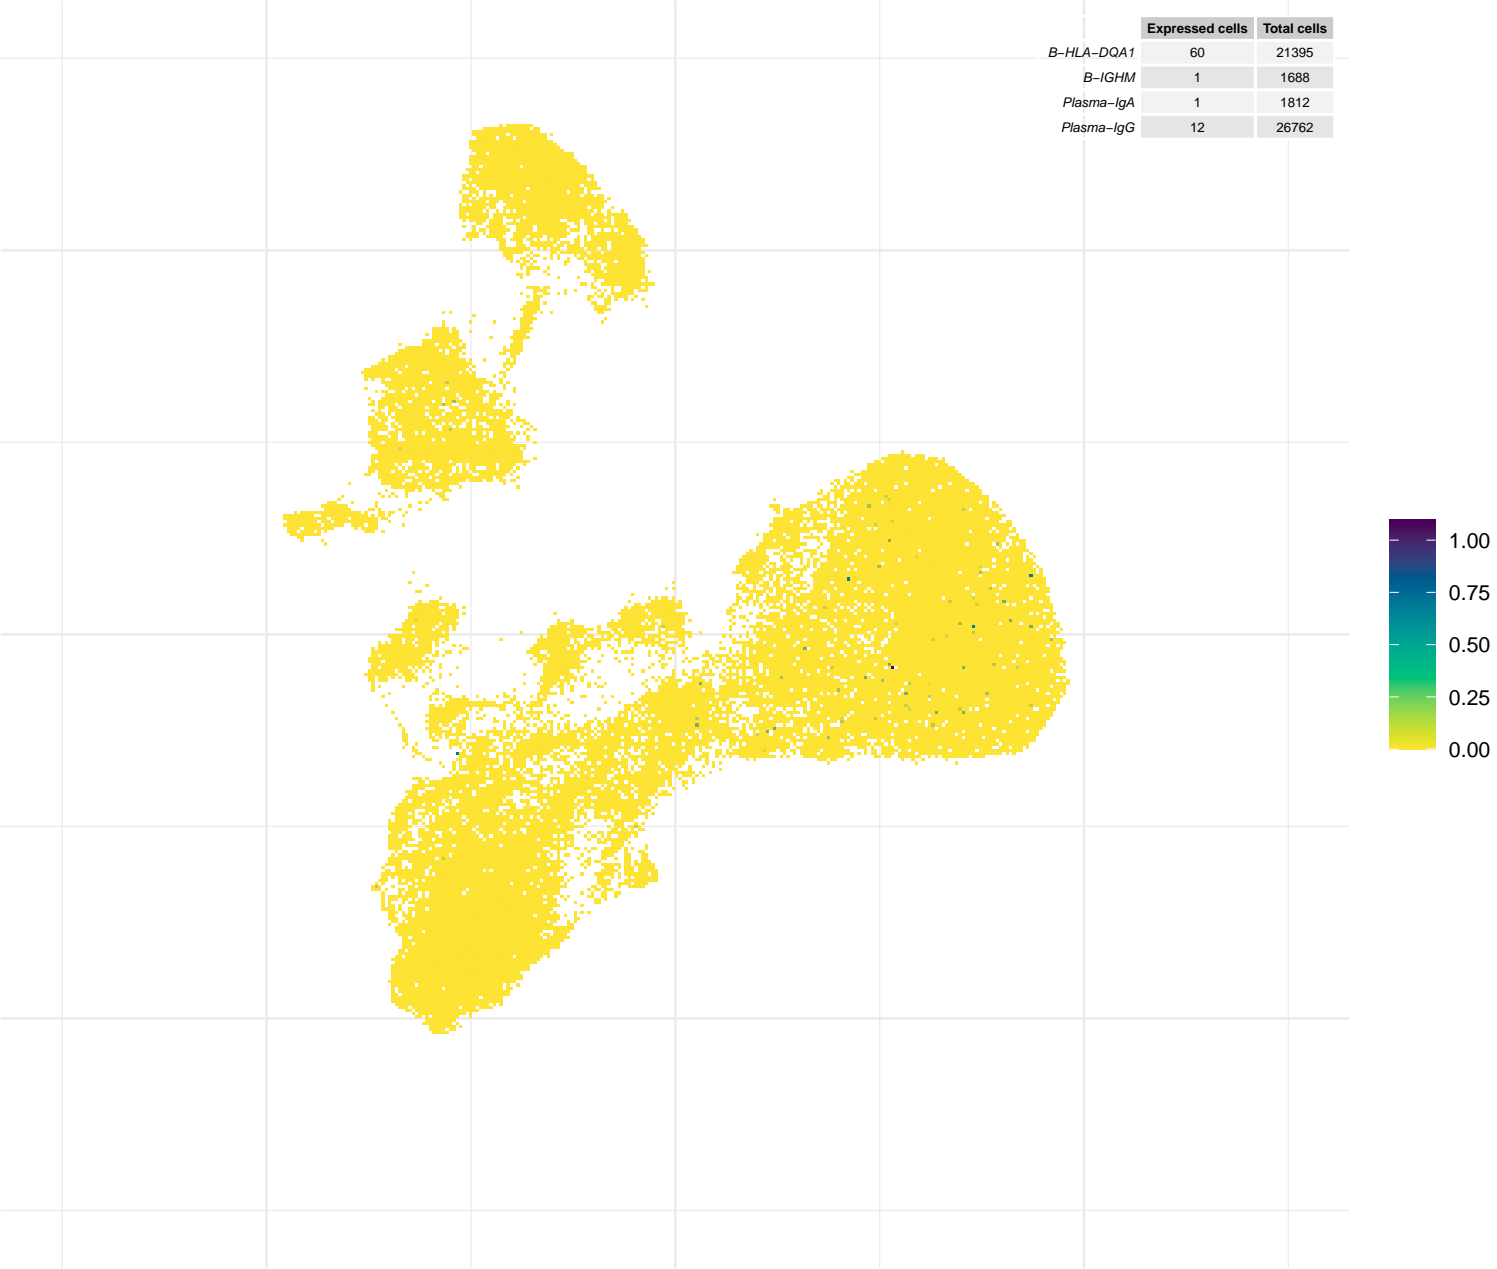 Expressed cells Total cells
B−HLA−DQA1 60 21395
B−IGHM 1 1688
Plasma−IgA 1 1812
Plasma−IgG 12 26762
1.00
0.75
0.50
0.25
0.00